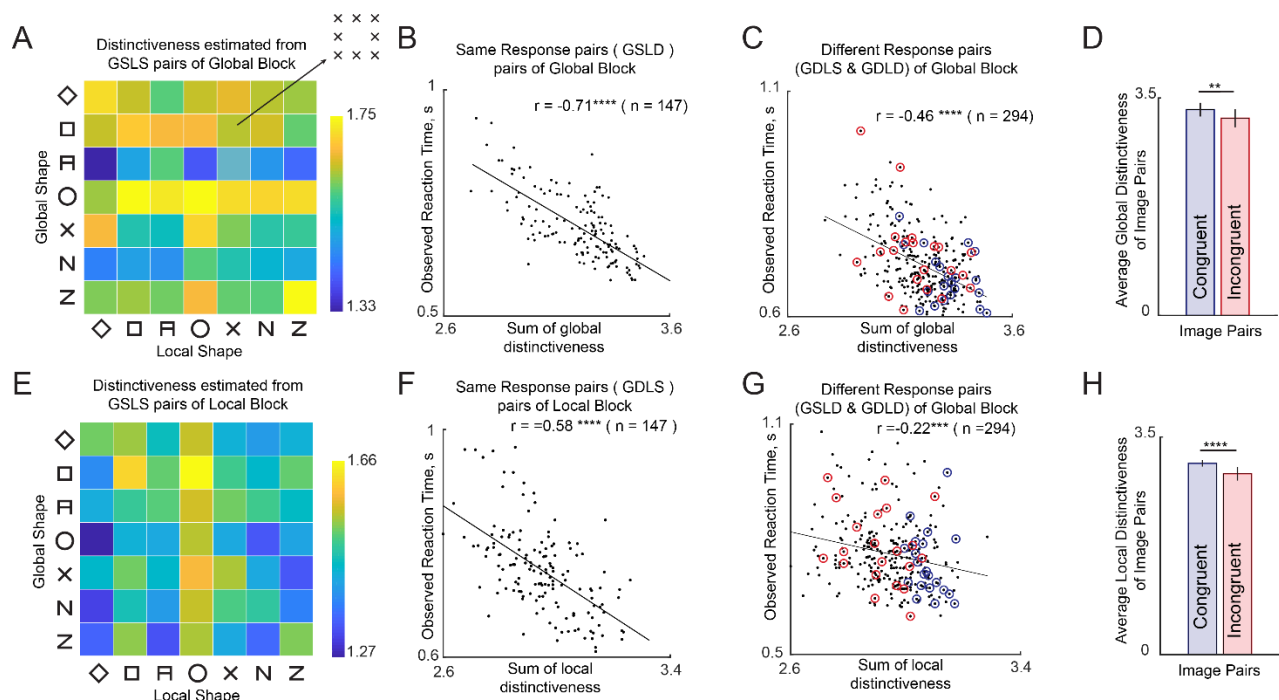 A
Distinctiveness estimated from
GSLS pairs of Global Block
Global Shape
Local Shape
1.75
1.33
B
Same Response pairs ( GSLD )
pairs of Global Block
r = -0.71**** ( n = 147)
Observed Reaction Time, s
1
0.5
2.6
3.6
Sum of global
distinctiveness
C
Different Response pairs
(GDLS & GDLD) of Global Block
r = -0.46 **** ( n = 294)
Observed Reaction Time, s
1.1
0.6
2.6
3.6
Sum of global
distinctiveness
D
Average Global Distinctiveness
of Image Pairs
3.5
0
**
Congruent
Incongruent
Image Pairs
E
Distinctiveness estimated from
GSLS pairs of Local Block
Global Shape
Local Shape
1.66
1.27
F
Same Response pairs ( GDLS )
pairs of Local Block
r = =0.58 **** ( n = 147 )
Observed Reaction Time, s
1
0.6
2.6
3.4
Sum of local
distinctiveness
G
Different Response pairs
(GSLD & GDLD) of Global Block
r=-0.22*** ( n =294)
Observed Reaction Time, s
1.1
0.5
2.6
3.4
Sum of local
distinctiveness
H
Average Local Distinctiveness
of Image Pairs
3.5
0
****
Congruent
Incongruent
Image Pairs